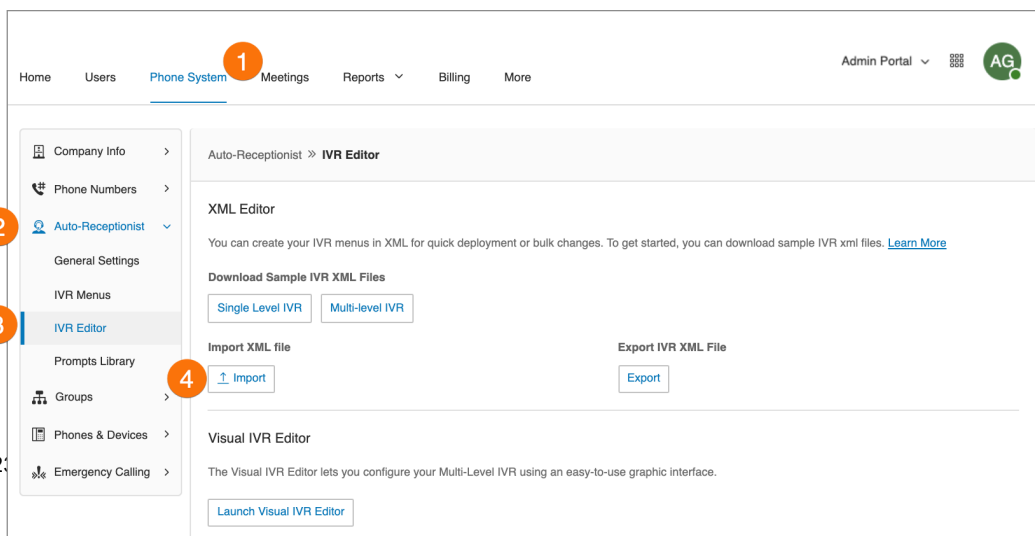 1
Home Users Phone System Meetings Reports Billing More Admin Portal AG
Company Info
Phone Numbers
2 Auto-Receptionist
General Settings
IVR Menus
3 IVR Editor
Prompts Library
Groups
Phones & Devices
Emergency Calling
Auto-Receptionist » IVR Editor
XML Editor
You can create your IVR menus in XML for quick deployment or bulk changes. To get started, you can download sample IVR xml files. Learn More
Download Sample IVR XML Files
Single Level IVR Multi-level IVR
Import XML file Export IVR XML File
4 Import Export
Visual IVR Editor
The Visual IVR Editor lets you configure your Multi-Level IVR using an easy-to-use graphic interface.
Launch Visual IVR Editor